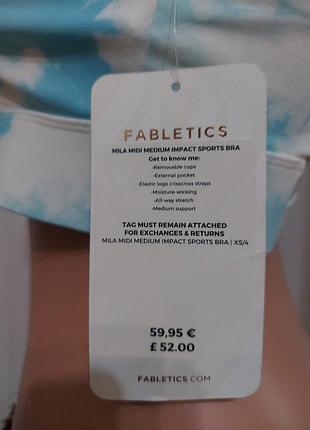 FABLETICS
MILA MIDI MEDIUM IMPACT SPORTS BRA
Get to know me:
-Removable cups
-External pocket
-Elastic logo crisscross straps
-Moisture-wicking
-All-way stretch
-Medium support
TAG MUST REMAIN ATTACHED
FOR EXCHANGES & RETURNS
MILA MIDI MEDIUM IMPACT SPORTS BRA | XS/4
59,95 €
£ 52.00
FABLETICS.COM